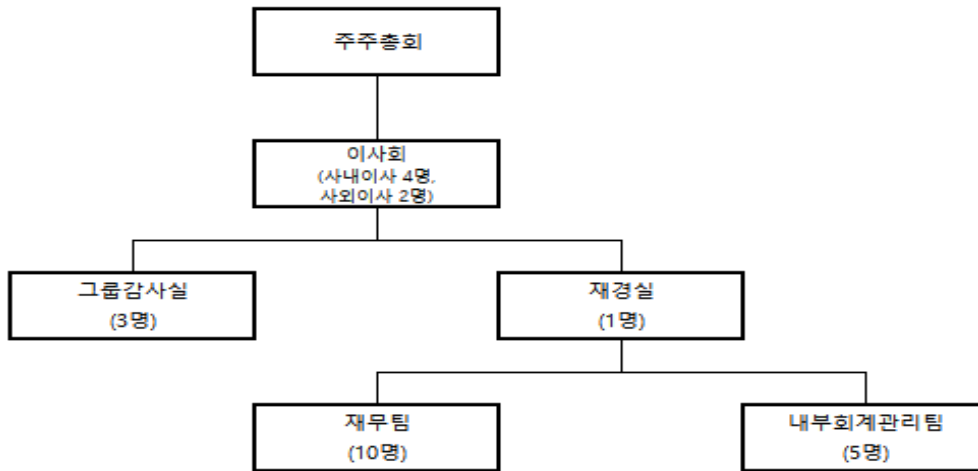 주주총회
이사회
(사내이사 4명,
사외이사 2명)
그룹감사실
(3명)
재경실
(1명)
재무팀
(10명)
내부회계관리팀
(5명)